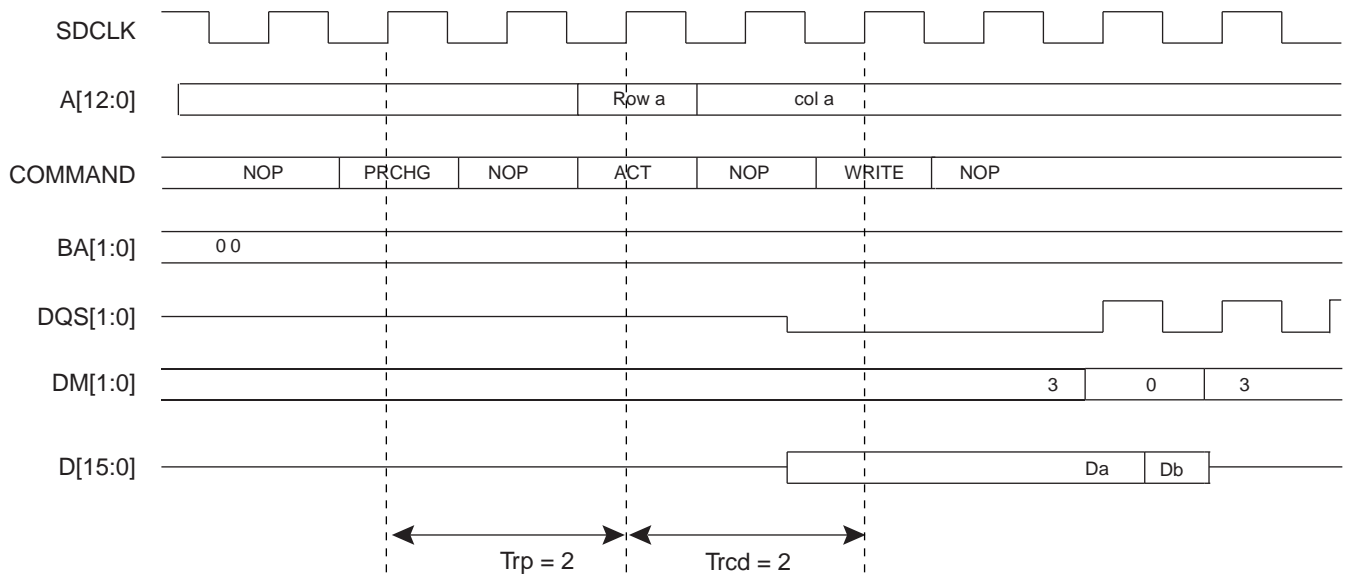 SDCLK
A[12:0] Row a col a
COMMAND NOP PRCHG NOP ACT NOP WRITE NOP
BA[1:0] 0 0
DQS[1:0]
DM[1:0] 3 0 3
D[15:0] Da Db
Trp = 2 Trcd = 2